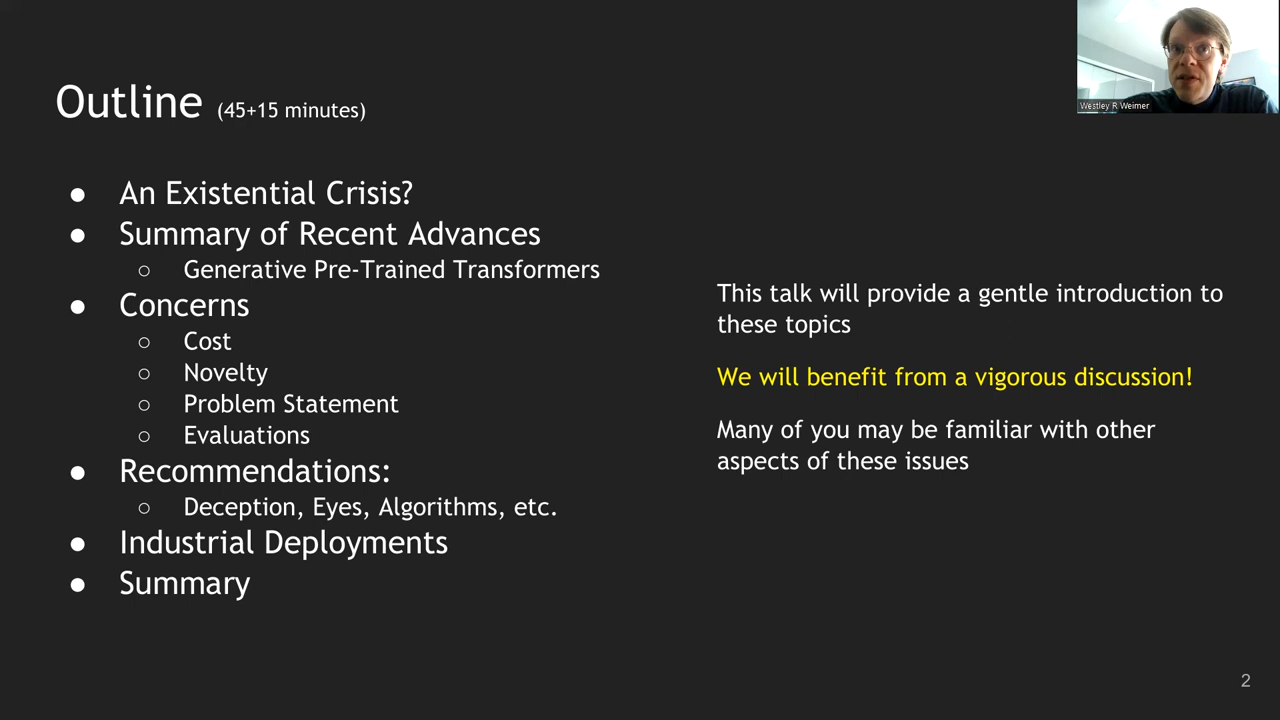 Outline (45+15 minutes)
● An Existential Crisis?
● Summary of Recent Advances
○ Generative Pre-Trained Transformers
● Concerns
○ Cost
○ Novelty
○ Problem Statement
○ Evaluations
● Recommendations:
○ Deception, Eyes, Algorithms, etc.
● Industrial Deployments
● Summary
This talk will provide a gentle introduction to
these topics
We will benefit from a vigorous discussion!
Many of you may be familiar with other
aspects of these issues
Westley R Weimer
2